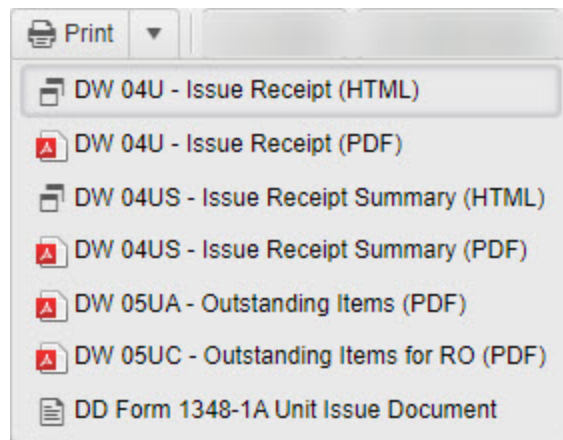 Print
DW 04U - Issue Receipt (HTML)
DW 04U - Issue Receipt (PDF)
DW 04US - Issue Receipt Summary (HTML)
DW 04US - Issue Receipt Summary (PDF)
DW 05UA - Outstanding Items (PDF)
DW 05UC - Outstanding Items for RO (PDF)
DD Form 1348-1A Unit Issue Document